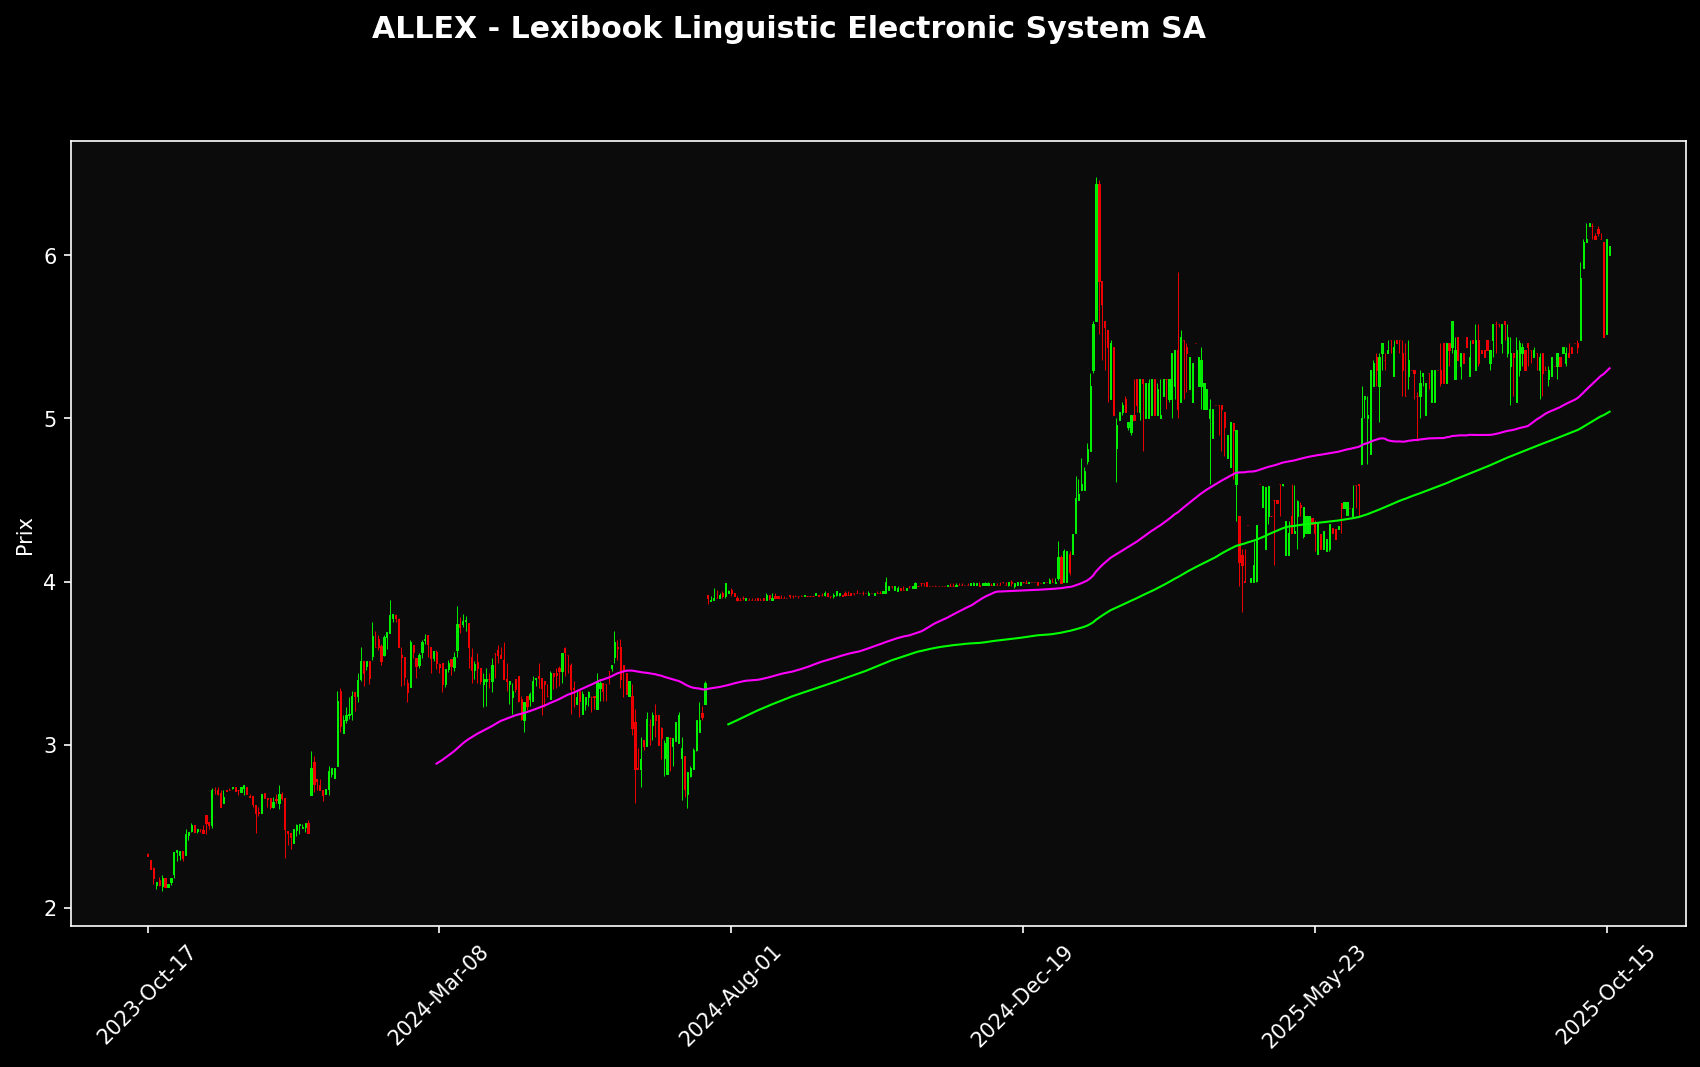 ALLEX - Lexibook Linguistic Electronic System SA
Prix
6
5
4
3
2
2023-Oct-17
2024-Mar-08
2024-Aug-01
2024-Dec-19
2025-May-23
2025-Oct-15